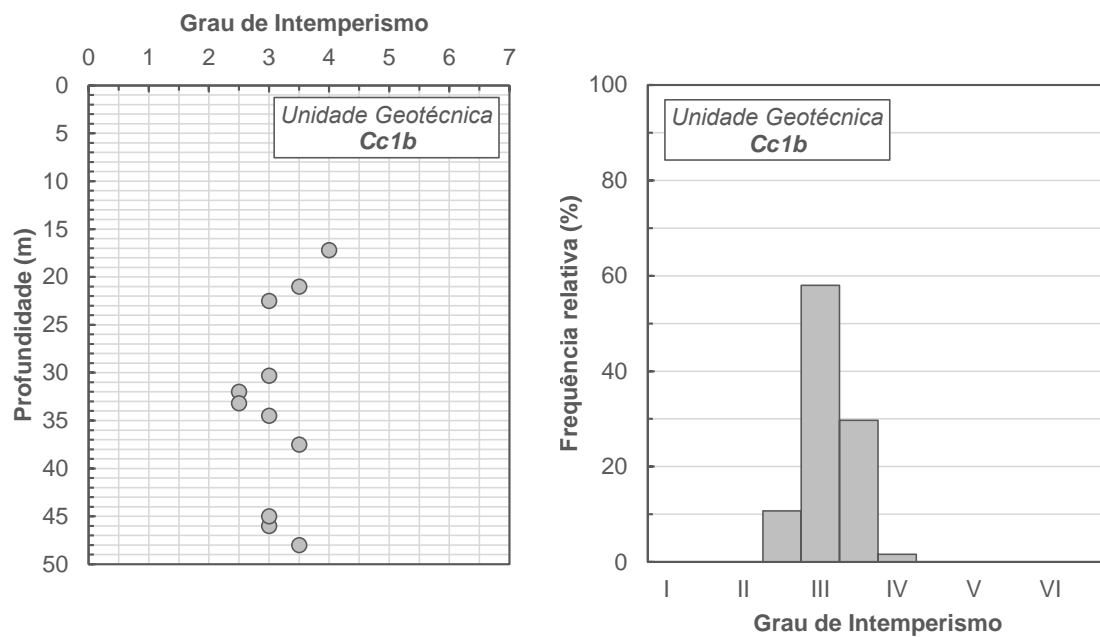 Grau de Intemperismo
0 1 2 3 4 5 6 7
0
5
10
15
20
25
30
35
40
45
50
Profundidade (m)
Unidade Geotécnica
Cc1b
100
80
60
40
20
0
Frequência relativa (%)
Unidade Geotécnica
Cc1b
I II III IV V VI
Grau de Intemperismo